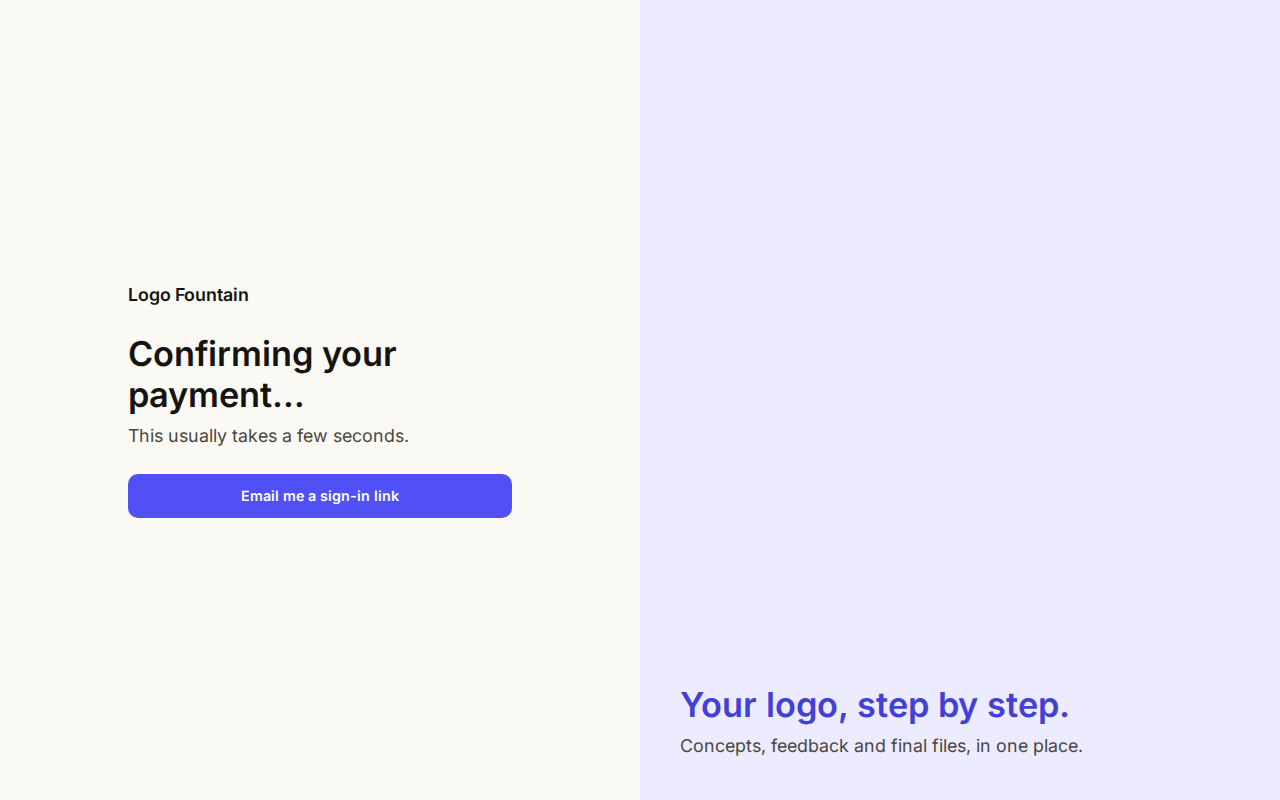 Logo Fountain
Confirming your
payment...
This usually takes a few seconds.
Email me a sign-in link
Your logo, step by step.
Concepts, feedback and final files, in one place.